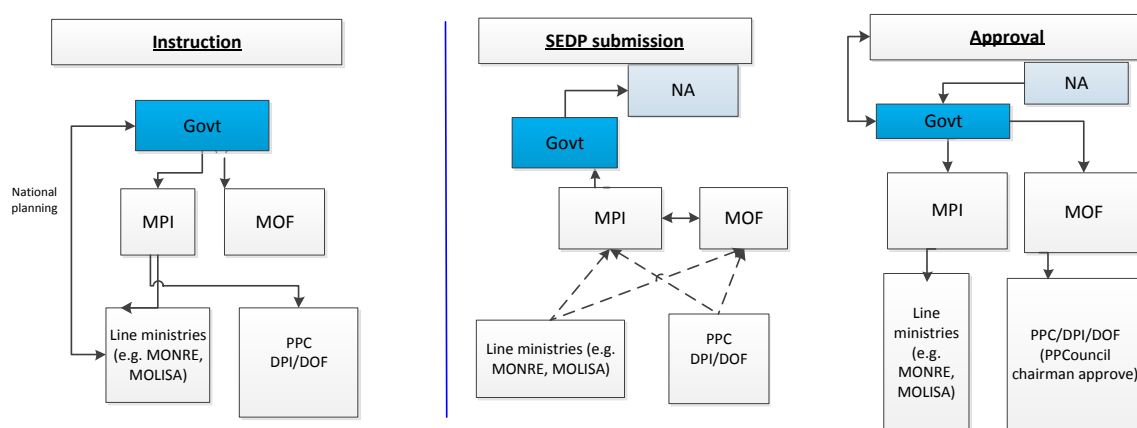 Instruction
Govt
National
planning
MPI
MOF
Line ministries
(e.g. MONRE,
MOLISA)
PPC
DPI/DOF
SEDP submission
NA
Govt
MPI
MOF
Line ministries (e.g.
MONRE, MOLISA)
PPC
DPI/DOF
Approval
NA
Govt
MPI
MOF
Line
ministries
(e.g.
MONRE,
MOLISA)
PPC/DPI/DOF
(PPCouncil
chairman approve)